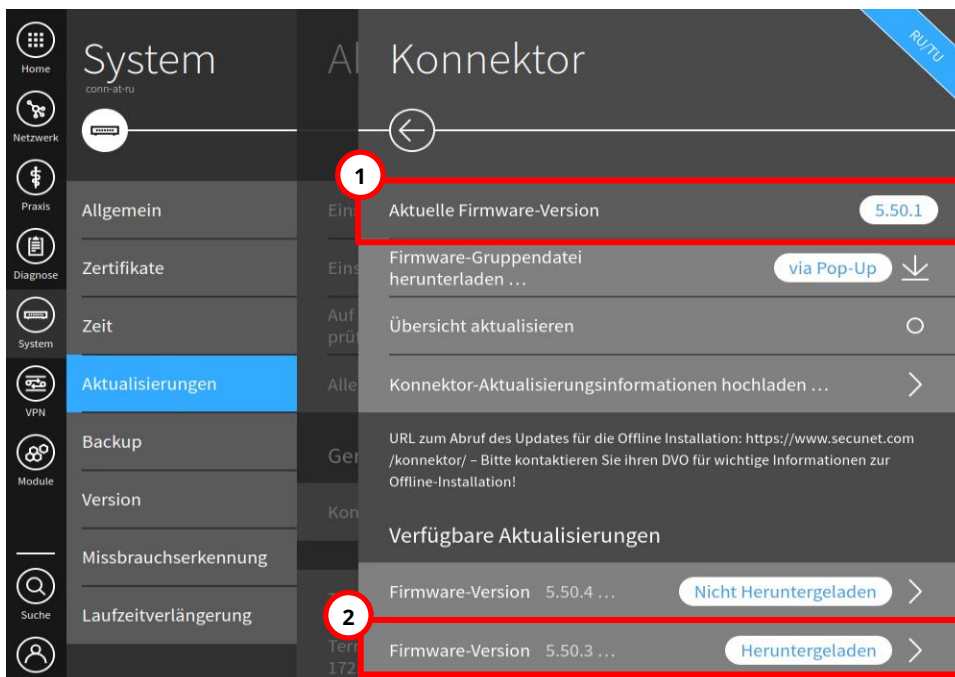 Home
Netzwerk
Praxis
Diagnose
System
VPN
Module
Suche
System
conn-at-ru
Allgemein
Zertifikate
Zeit
Aktualisierungen
Backup
Version
Missbrauchserkennung
Laufzeitverlängerung
Konnektor
RU/TU
1
Aktuelle Firmware-Version 5.50.1
Firmware-Gruppendatei
herunterladen … via Pop-Up
Übersicht aktualisieren
Konnektor-Aktualisierungsinformationen hochladen …
URL zum Abruf des Updates für die Offline Installation: https://www.secunet.com
/konnektor/ – Bitte kontaktieren Sie ihren DVO für wichtige Informationen zur
Offline-Installation!
Verfügbare Aktualisierungen
Firmware-Version 5.50.4 … Nicht Heruntergeladen
2
Firmware-Version 5.50.3 … Heruntergeladen